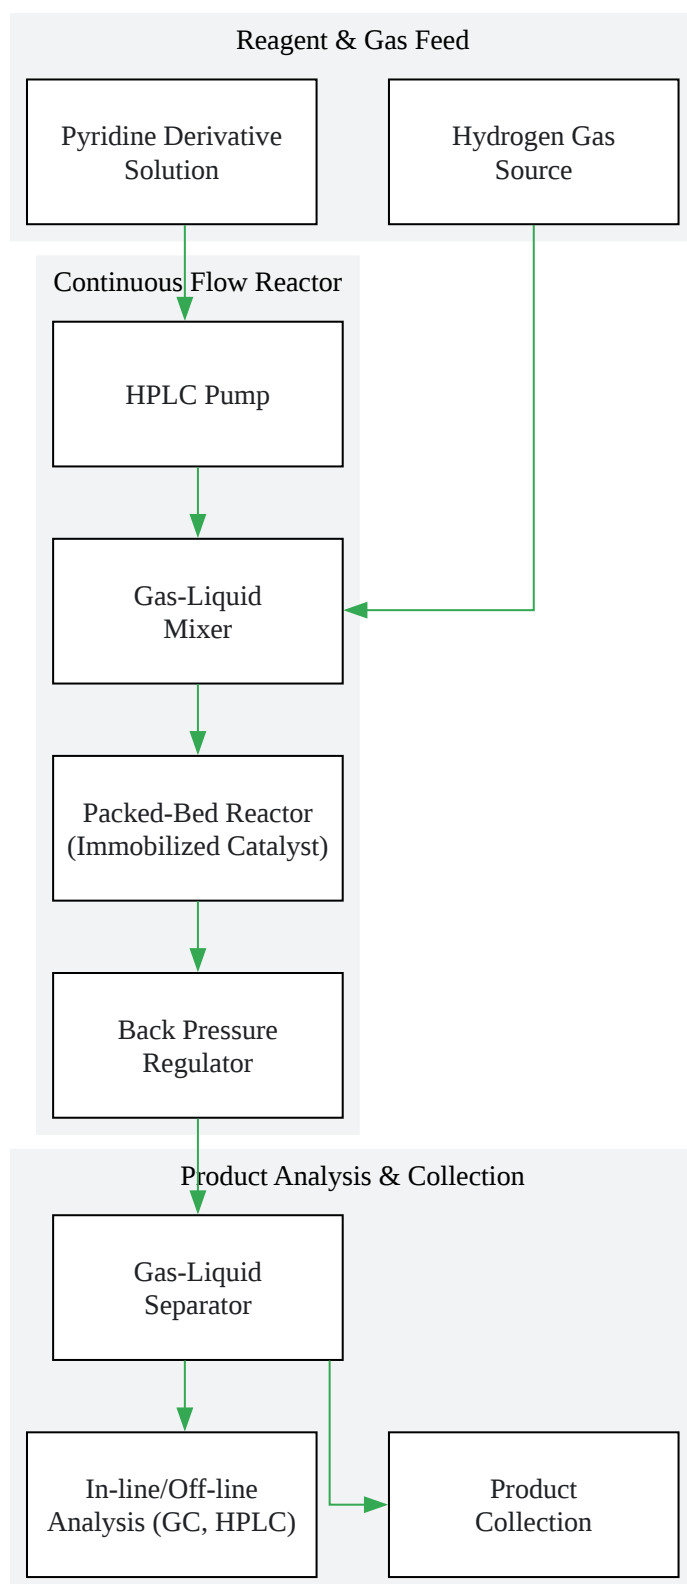 Reagent & Gas Feed
Pyridine Derivative
Solution
Hydrogen Gas
Source
Continuous Flow Reactor
HPLC Pump
Gas-Liquid
Mixer
Packed-Bed Reactor
(Immobilized Catalyst)
Back Pressure
Regulator
Product Analysis & Collection
Gas-Liquid
Separator
In-line/Off-line
Analysis (GC, HPLC)
Product
Collection